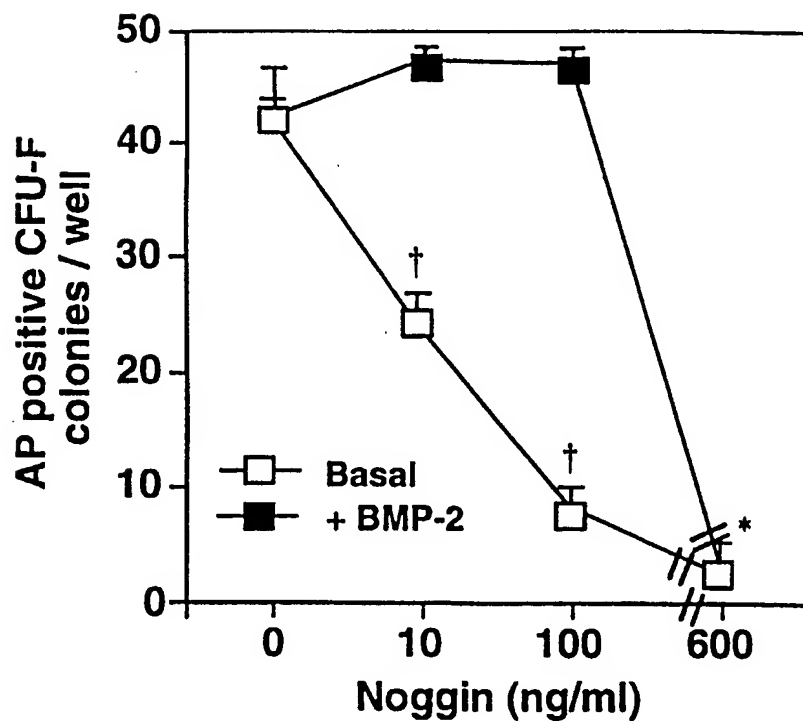 AP positive CFU-F
colonies / well
50
40
30
20
10
0
†
†
*
Basal
+ BMP-2
0 10 100 600
Noggin (ng/ml)